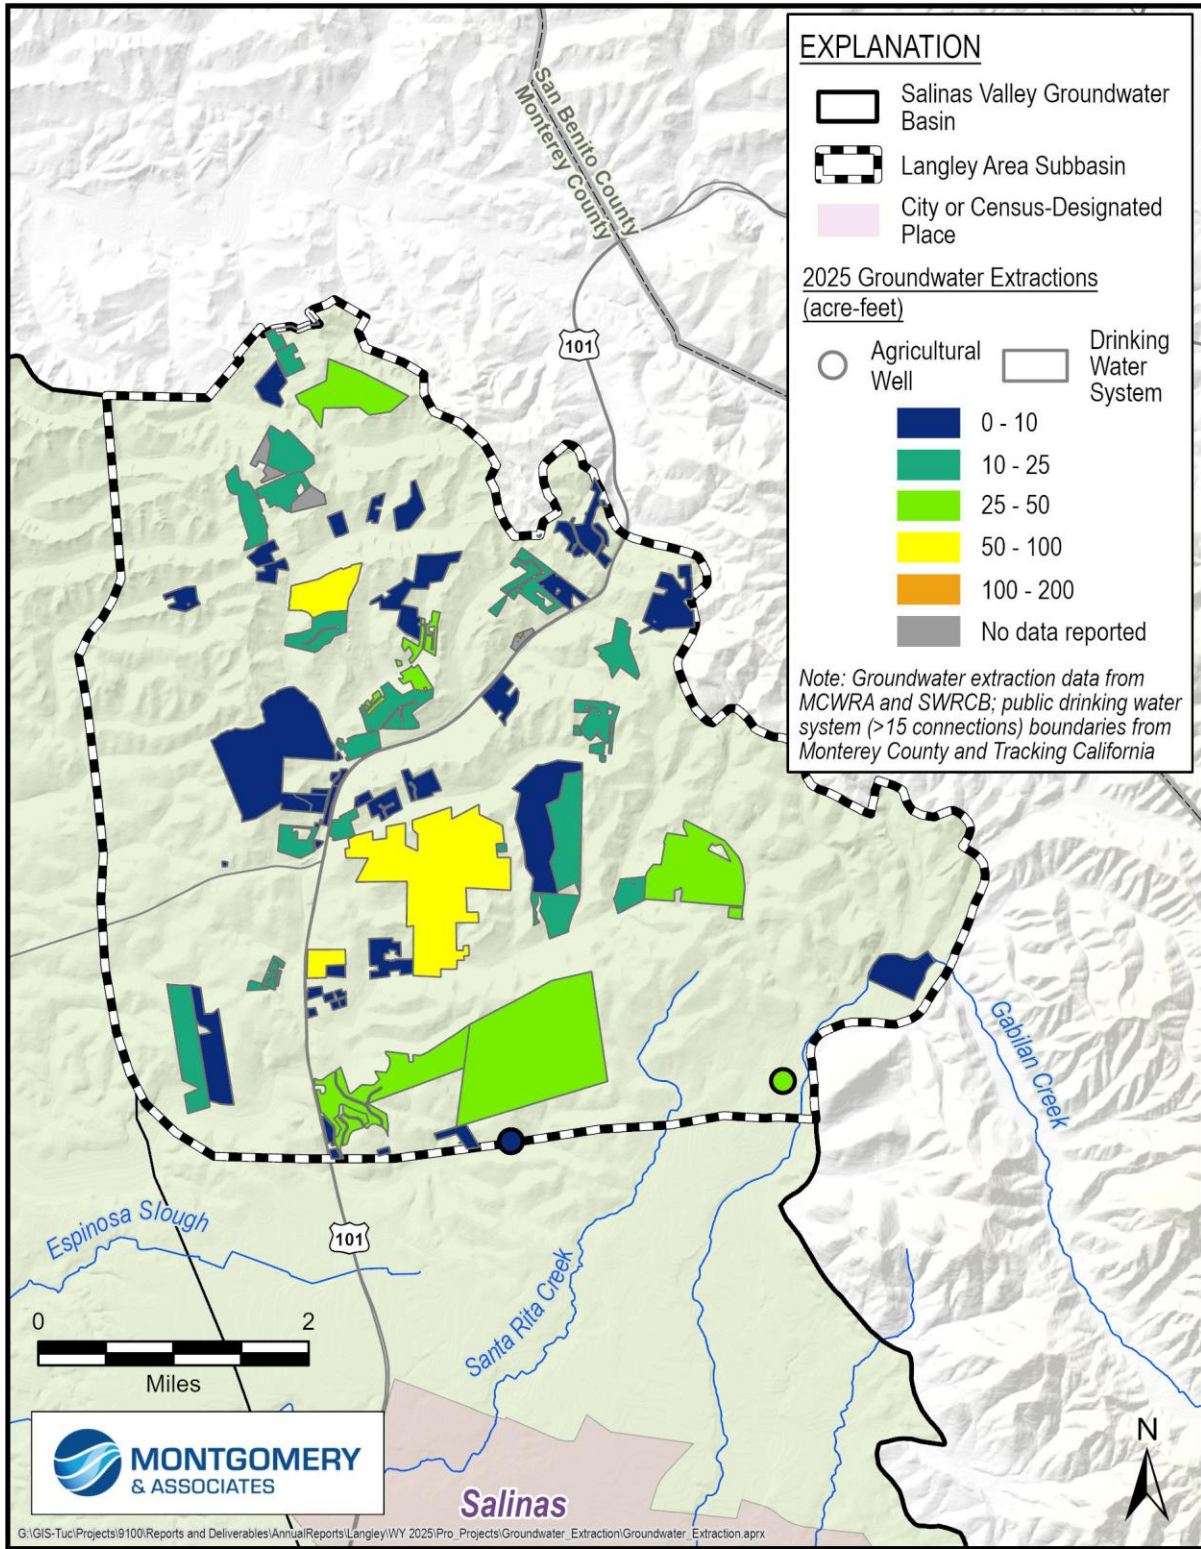 EXPLANATION
Salinas Valley Groundwater
Basin
Langley Area Subbasin
City or Census-Designated
Place
2025 Groundwater Extractions
(acre-feet)
Agricultural
Well
Drinking
Water
System
0 - 10
10 - 25
25 - 50
50 - 100
100 - 200
No data reported
Note: Groundwater extraction data from
MCWRA and SWRCB; public drinking water
system (>15 connections) boundaries from
Monterey County and Tracking California
San Benito County
Monterey County
101
Gabilan Creek
Espinosa Slough
101
Santa Rita Creek
0 2
Miles
MONTGOMERY
& ASSOCIATES
Salinas
N
G:\GIS-Tuc\Projects\9100\Reports and Deliverables\AnnualReports\Langley\WY 2025\Pro_Projects\Groundwater_Extraction\Groundwater_Extraction.aprx